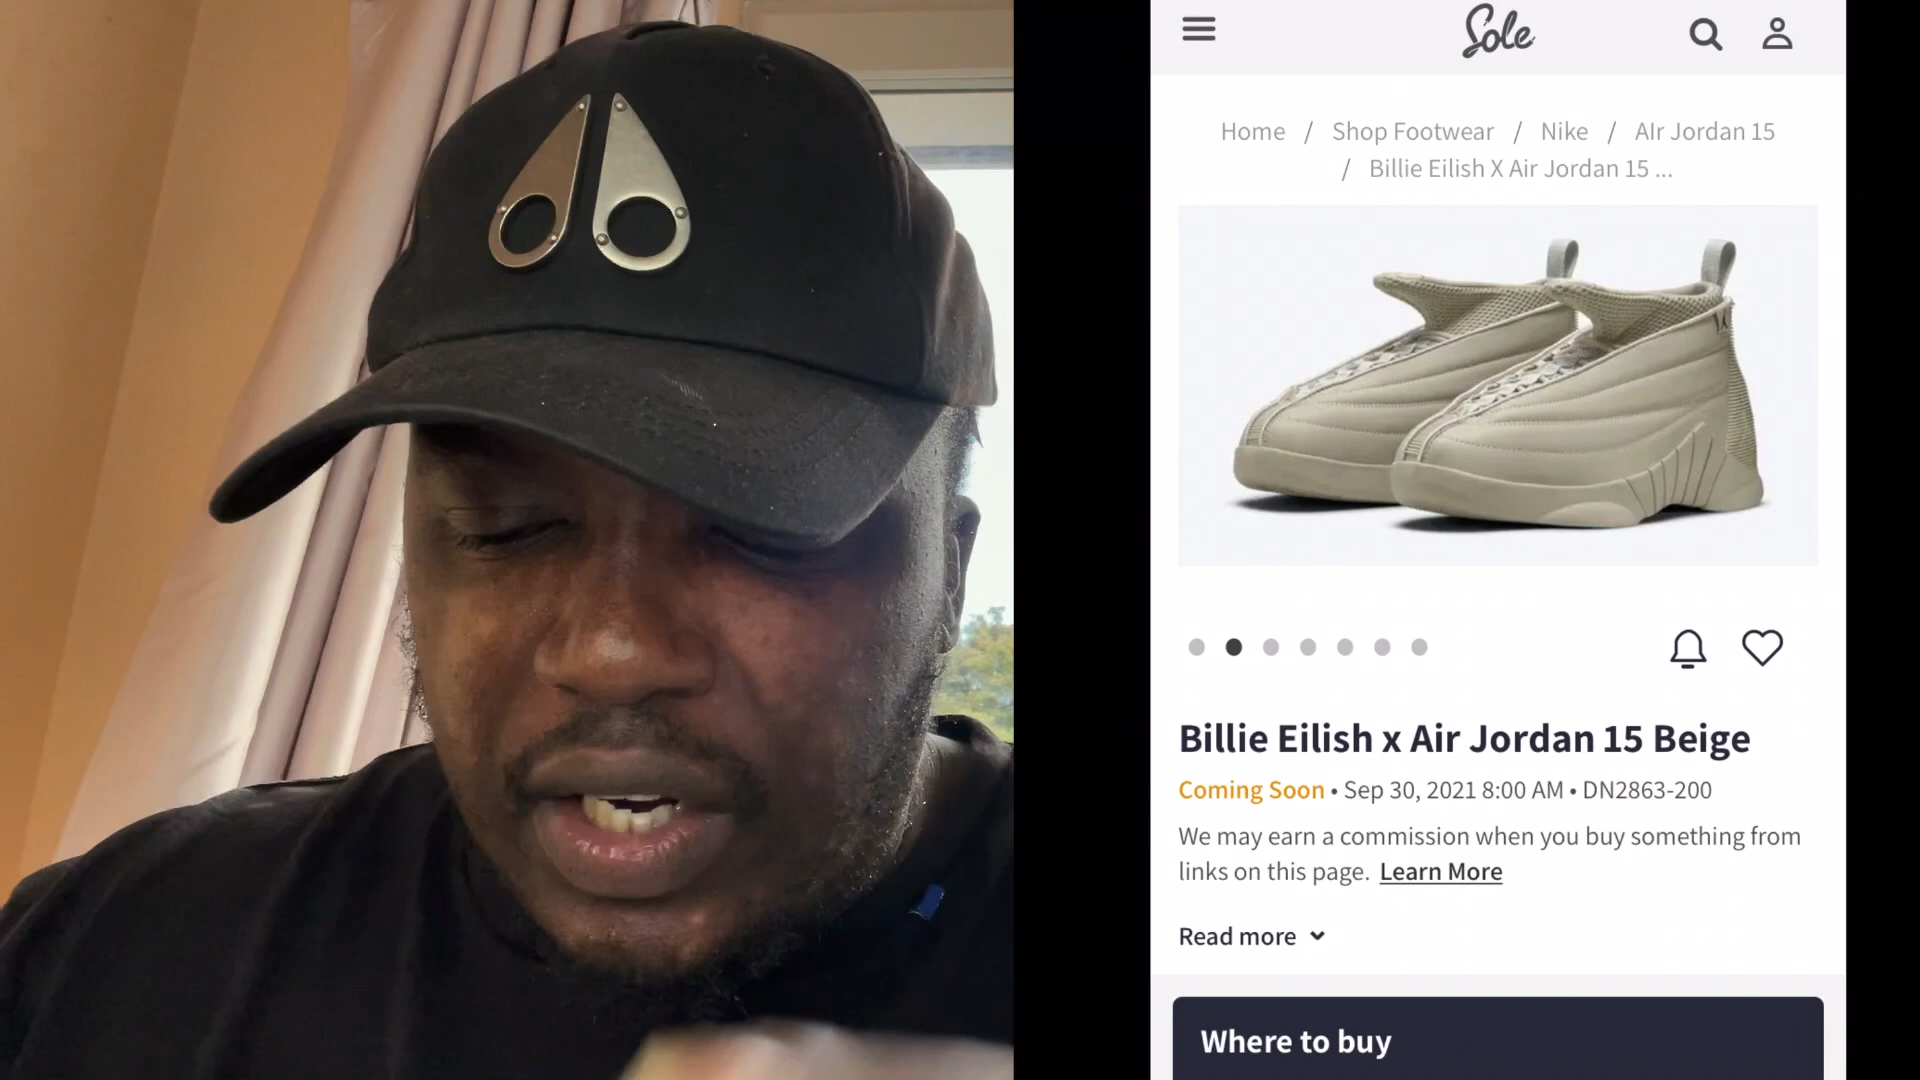 Sole
Home / Shop Footwear / Nike / AIr Jordan 15
/ Billie Eilish X Air Jordan 15 ...
Billie Eilish x Air Jordan 15 Beige
Coming Soon • Sep 30, 2021 8:00 AM • DN2863-200
We may earn a commission when you buy something from
links on this page. Learn More
Read more
Where to buy